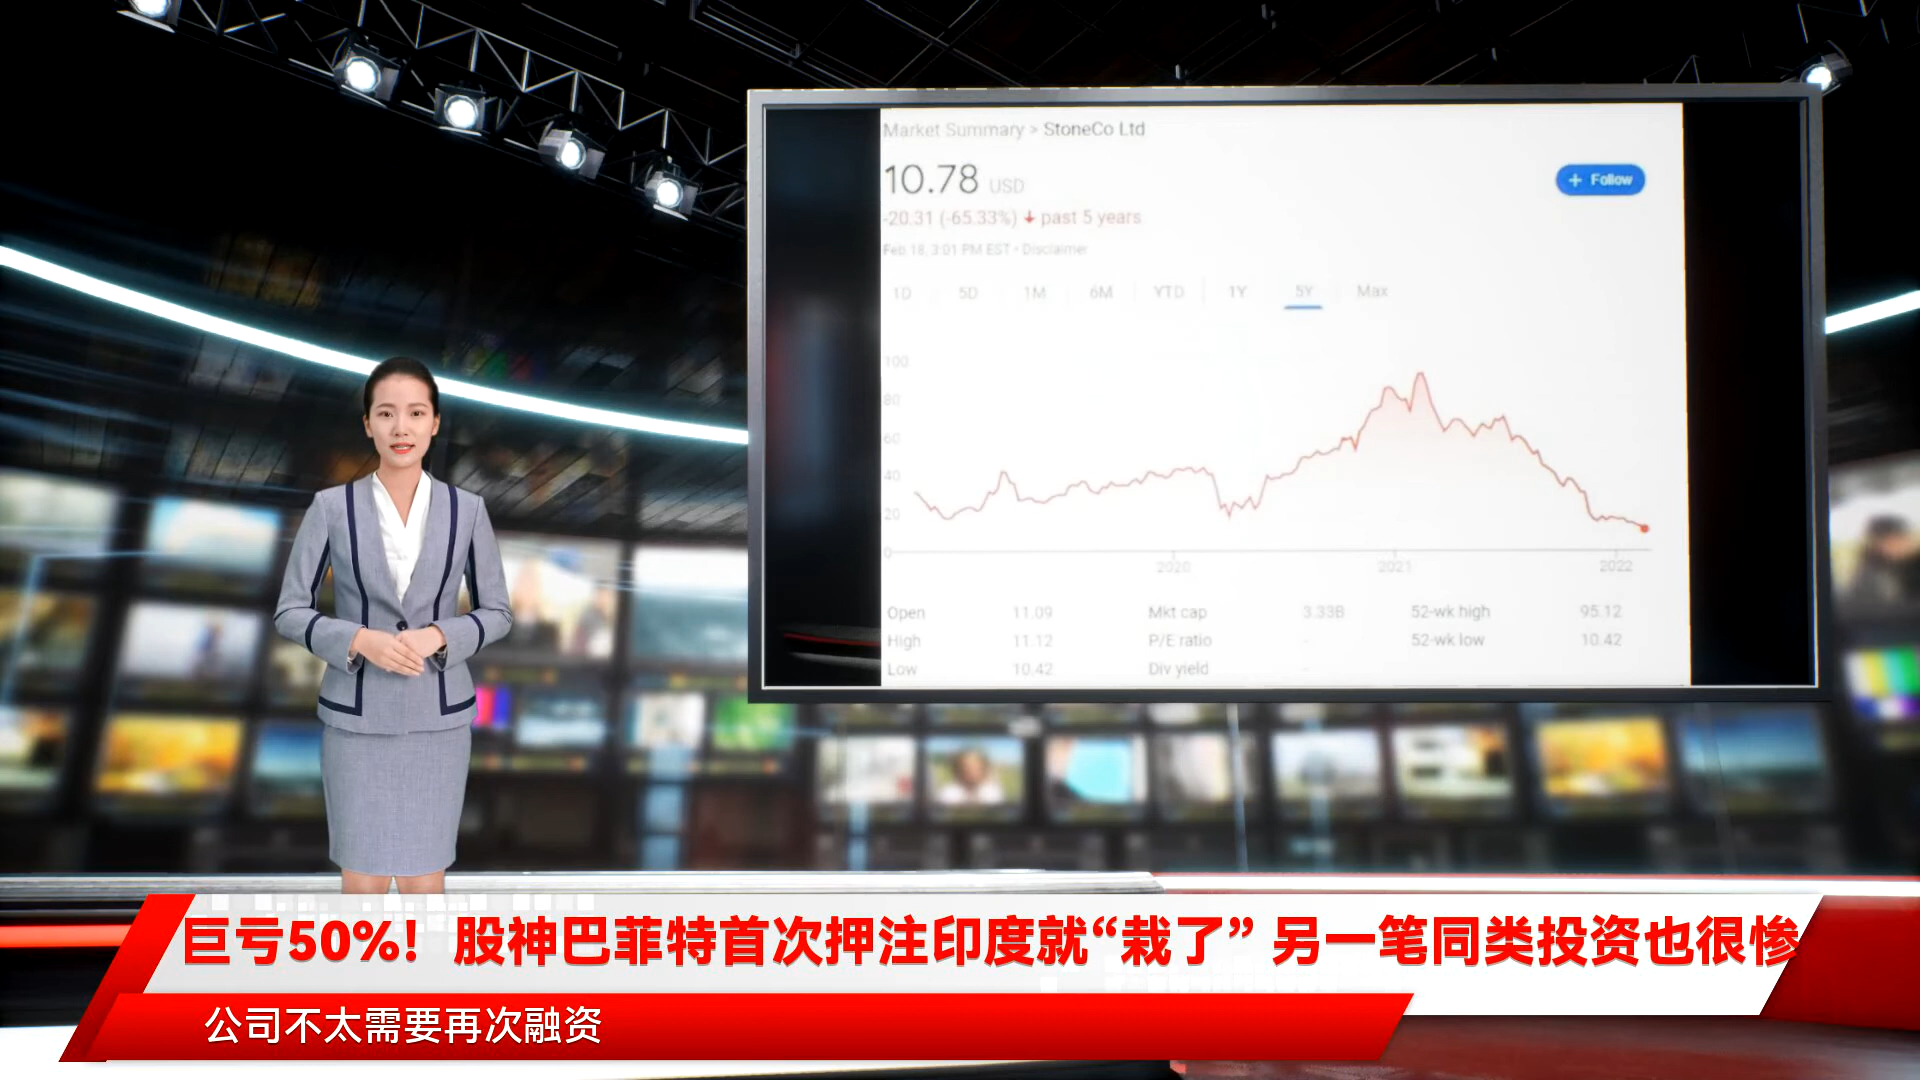 Market Summary > StoneCo Ltd
10.78 USD
+ Follow
-20.31 (-65.33%) ↓ past 5 years
Feb 18, 3:01 PM EST • Disclaimer
1D 5D 1M 6M YTD 1Y 5Y Max
100
80
60
40
20
0
2020 2021 2022
Open 11.09 Mkt cap 3.33B 52-wk high 95.12
High 11.12 P/E ratio - 52-wk low 10.42
Low 10.42 Div yield -
巨亏50%！股神巴菲特首次押注印度就“栽了” 另一笔同类投资也很惨
公司不太需要再次融资